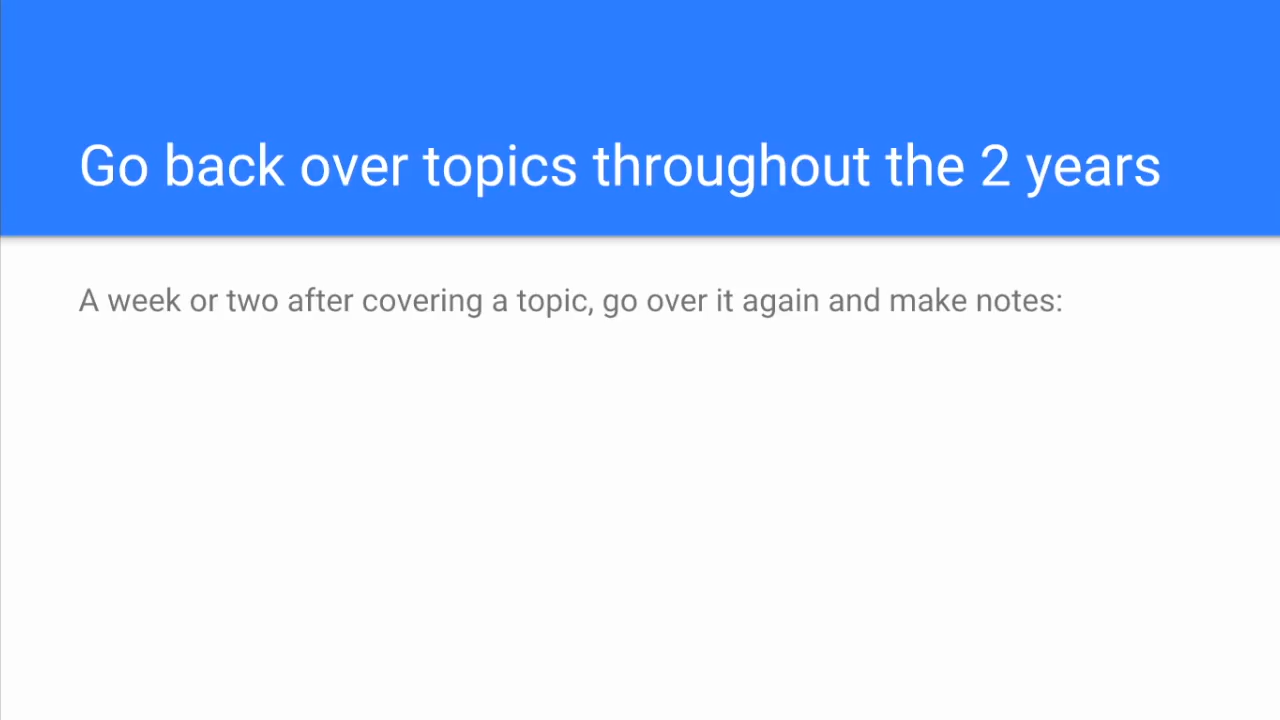 Go back over topics throughout the 2 years
A week or two after covering a topic, go over it again and make notes: